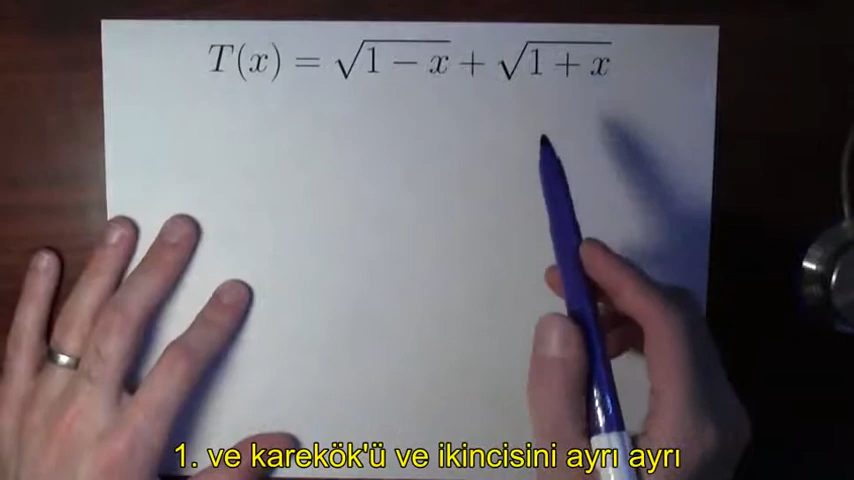 T(x) = √(1 − x) + √(1 + x)
1. ve karekök'ü ve ikincisini ayrı ayrı